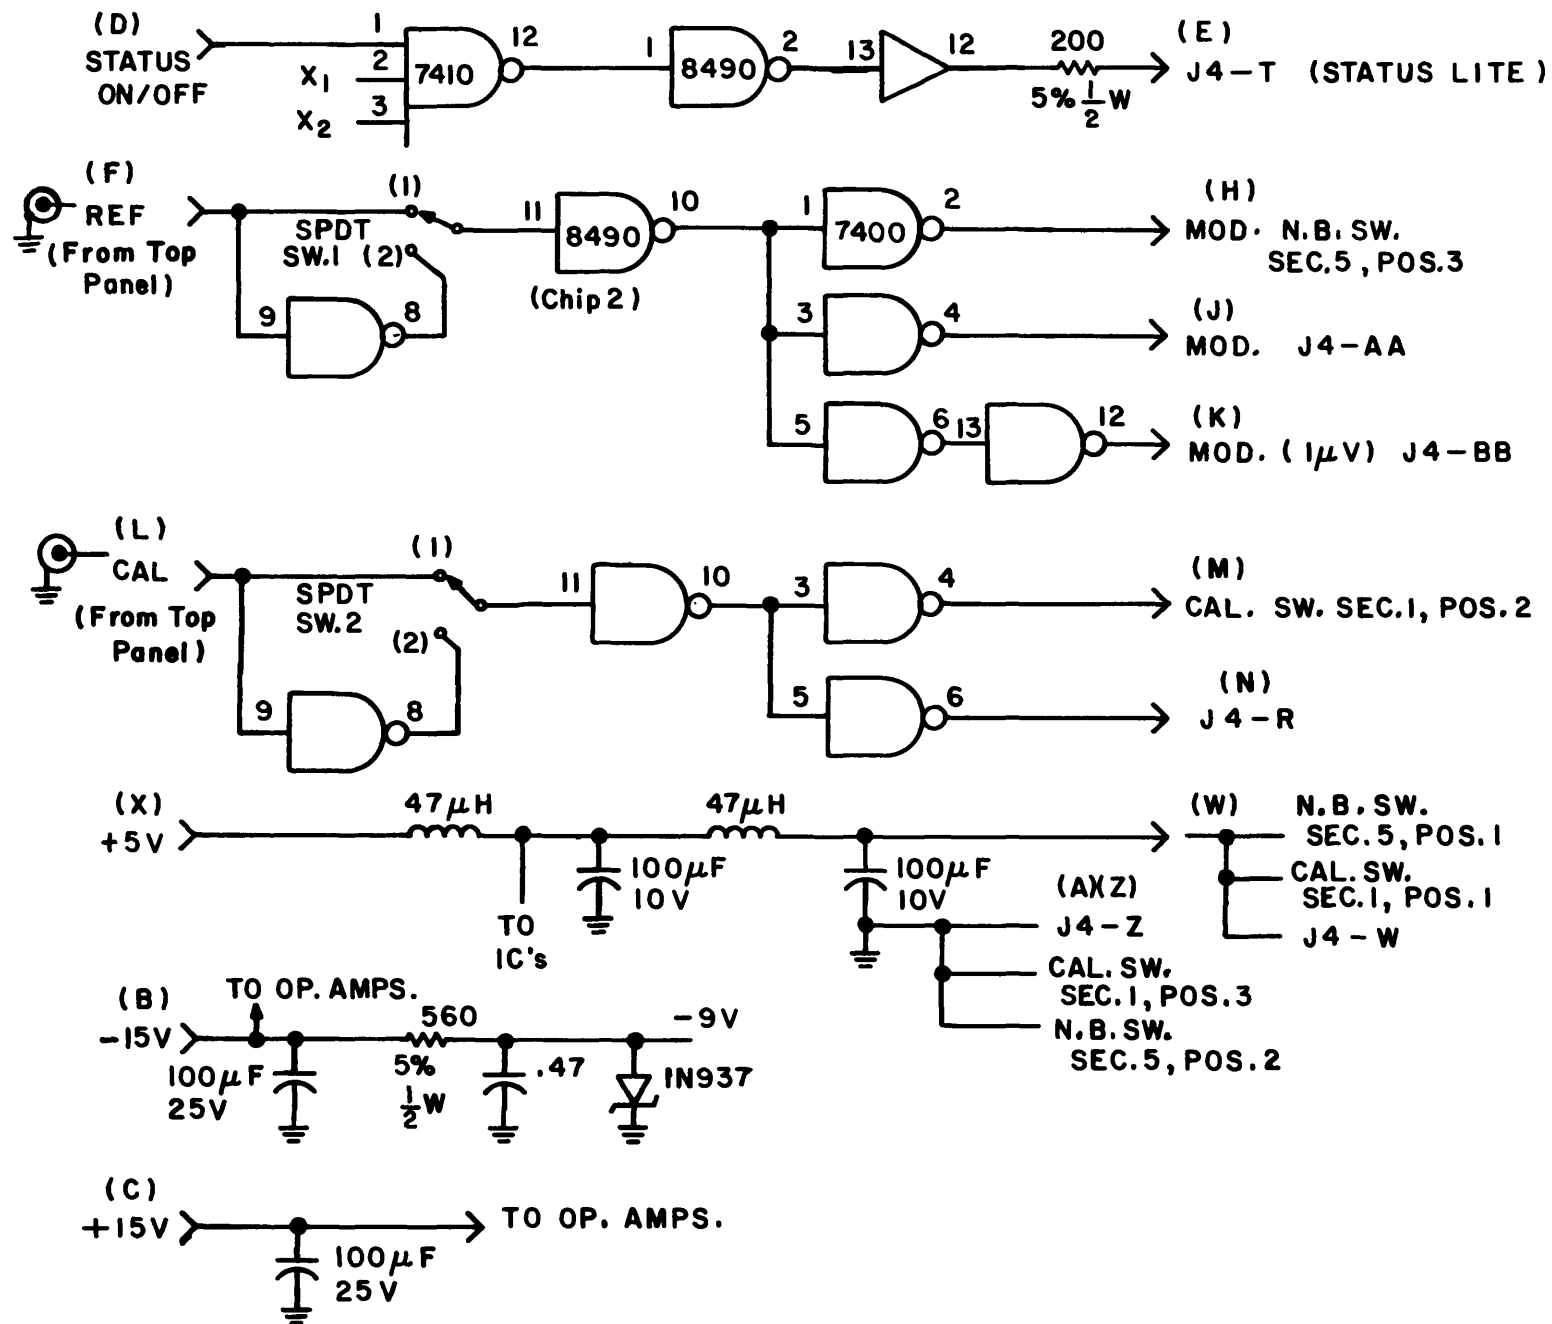 (D)
STATUS
ON/OFF
1
2
3
X1
X2
7410
12
1
8490
2
13
12
200
5% 1/2 W
(E)
J4-T (STATUS LITE)
(F)
REF
(From Top
Panel)
(1)
SPDT
SW.1 (2)
9
8
11
8490
10
(Chip 2)
1
7400
2
(H)
MOD. N.B. SW.
SEC.5, POS.3
3
4
(J)
MOD. J4-AA
5
6
13
12
(K)
MOD. (1μV) J4-BB
(L)
CAL
(From Top
Panel)
(1)
SPDT
SW.2
(2)
9
8
11
10
3
4
(M)
CAL. SW. SEC.1, POS.2
5
6
(N)
J4-R
(X)
+5V
47μH
TO
IC's
100μF
10V
47μH
100μF
10V
(W)
N.B. SW.
SEC.5, POS.1
CAL. SW.
SEC.1, POS.1
J4-W
(A)(Z)
J4-Z
CAL. SW.
SEC.1, POS.3
N.B. SW.
SEC.5, POS.2
(B)
-15V
TO OP. AMPS.
100μF
25V
560
5%
1/2 W
.47
-9V
1N937
(C)
+15V
TO OP. AMPS.
100μF
25V